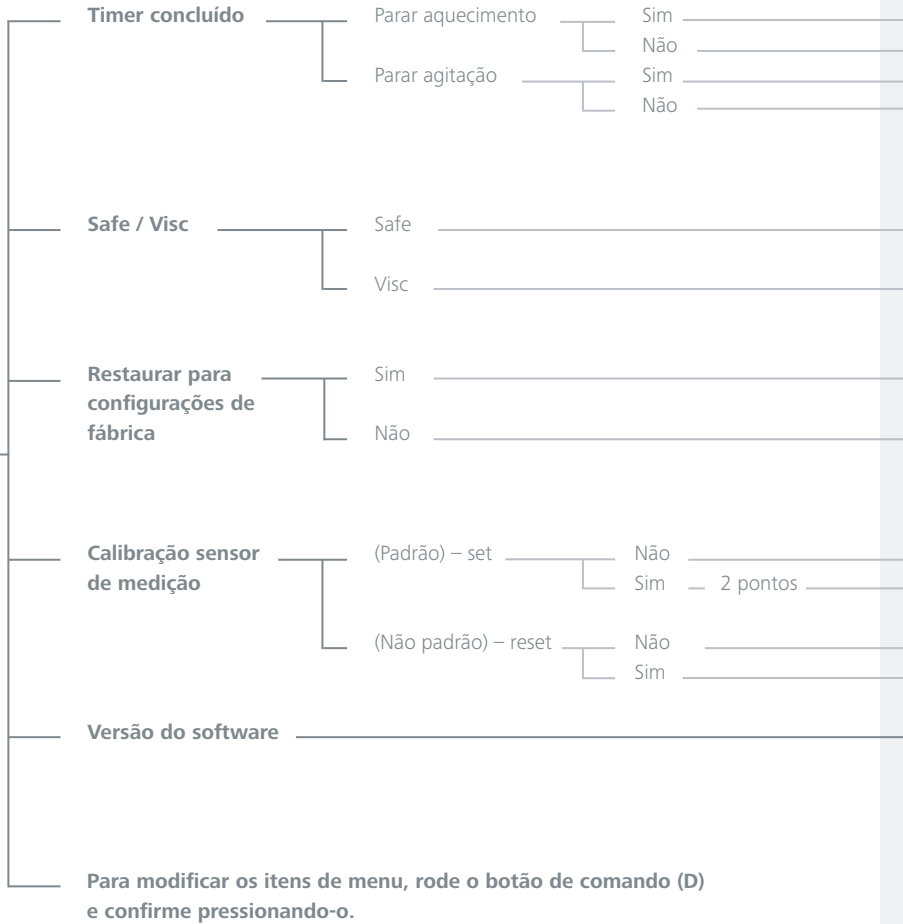 Timer concluído Parar aquecimento Sim
Não
Parar agitação Sim
Não
Safe / Visc Safe
Visc
Restaurar para Sim
configurações de
fábrica Não
Calibração sensor (Padrão) – set Não
de medição Sim 2 pontos
(Não padrão) – reset Não
Sim
Versão do software
Para modificar os itens de menu, rode o botão de comando (D)
e confirme pressionando-o.